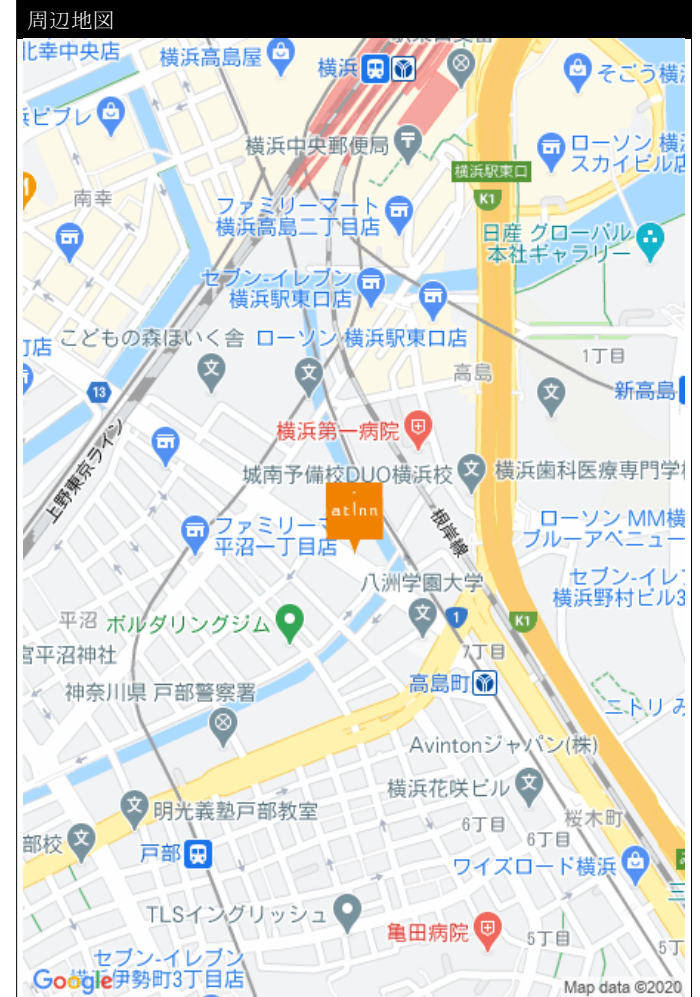 周辺地図
北幸中央店
横浜高島屋
横浜
そごう横
浜ビブレ
横浜中央郵便局
ローソン 横
スカイビル店
横浜駅東口
K1
南幸
ファミリーマート
横浜高島二丁目店
日産 グローバル
本社ギャラリー
セブン-イレブン
横浜駅東口店
こどもの森ほいく舎
ローソン 横浜駅東口店
丁店
1丁目
高島
新高島
13
横浜第一病院
上野東京ライン
城南予備校DUO横浜校
横浜歯科医療専門学校
atInn
根岸線
ファミリーマ
平沼一丁目店
ローソン MM横
ブルーアベニュー
八洲学園大学
セブン-イレブ
横浜野村ビル3
平沼
ボルダリングジム
1
K1
宮平沼神社
7丁目
神奈川県 戸部警察署
高島町
ニトリ み
Avintonジャパン(株)
横浜花咲ビル
明光義塾戸部教室
桜木町
6丁目
6丁目
部校
戸部
ワイズロード横浜
三
TLSイングリッシュ
亀田病院
5丁目
5丁
セブン-イレブン
横浜伊勢町3丁目店
Google
Map data ©2020